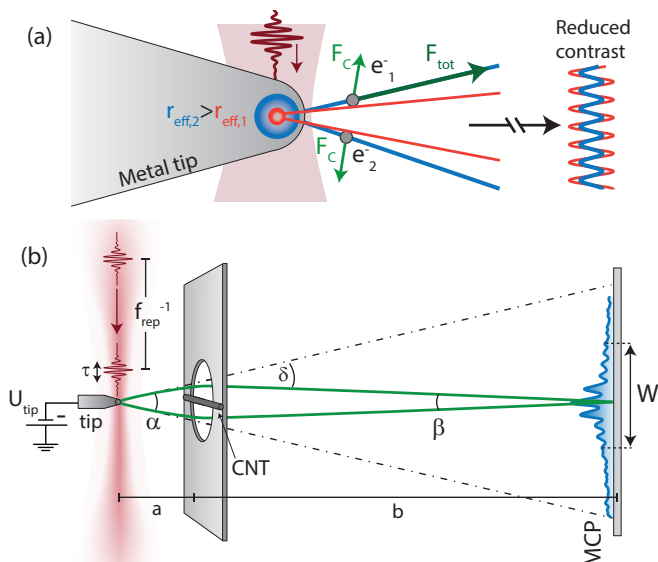 (a)
F_C
e⁻_1
F_tot
Reduced
contrast
r_eff,2>r_eff,1
Metal tip
F_C
e⁻_2
(b)
f_rep⁻¹
τ
U_tip
-
tip
α
δ
β
W
CNT
a
b
MCP